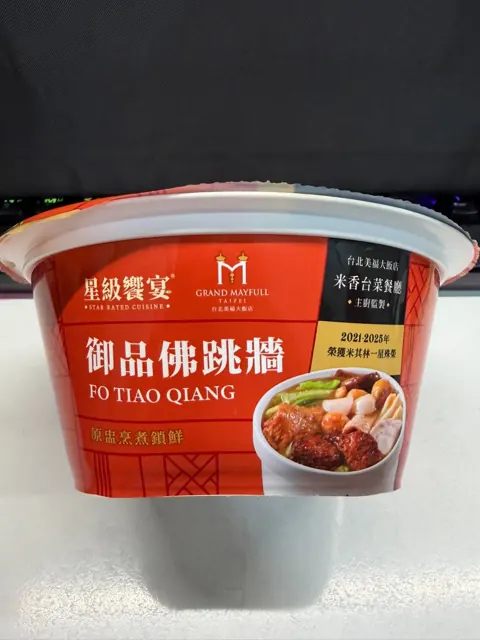 星級饗宴®
STAR RATED CUISINE
GRAND MAYFULL
TAIPEI
台北美福大飯店
台北美福大飯店
米香台菜餐廳
·主廚監製·
2021-2025年
榮獲米其林一星殊榮
御品佛跳牆
FO TIAO QIANG
原盅烹煮鎖鮮